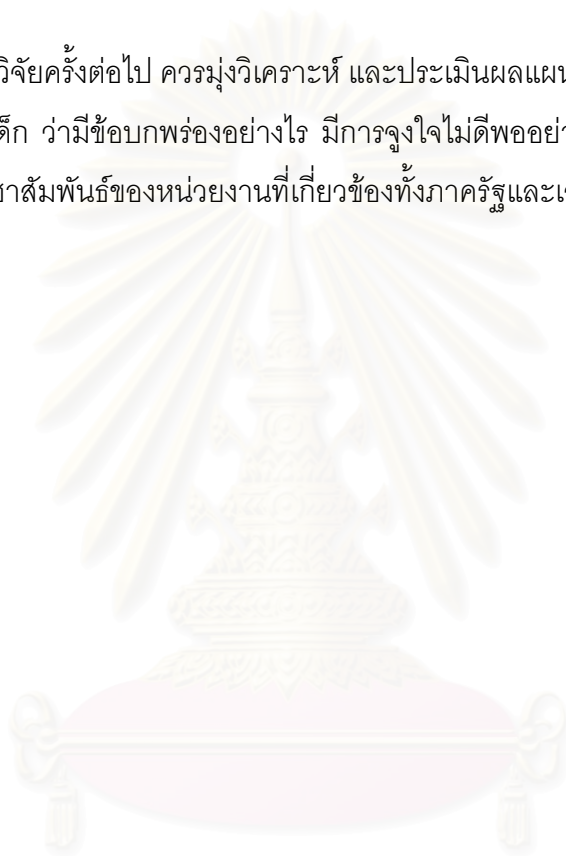 วิจัยครั้งต่อไป ควรมุ่งวิเคราะห์ และประเมินผลแผน
ว่ามีข้อบกพร่องอย่างไร มีการจูงใจไม่ดีพออย่า
สัมพันธ์ของหน่วยงานที่เกี่ยวข้องทั้งภาครัฐและเ